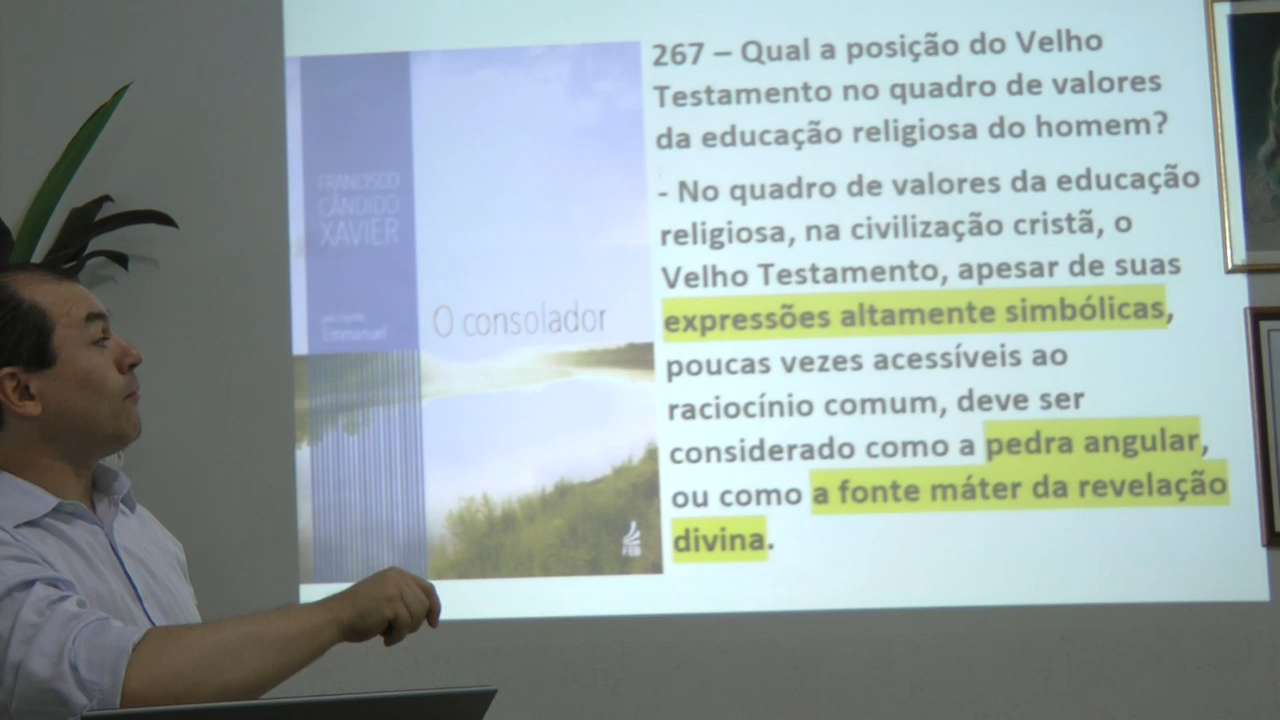 FRANCISCO
CÂNDIDO
XAVIER
Emmanuel
O consolador
FEB
267 – Qual a posição do Velho
Testamento no quadro de valores
da educação religiosa do homem?
- No quadro de valores da educação
religiosa, na civilização cristã, o
Velho Testamento, apesar de suas
expressões altamente simbólicas,
poucas vezes acessíveis ao
raciocínio comum, deve ser
considerado como a pedra angular,
ou como a fonte máter da revelação
divina.